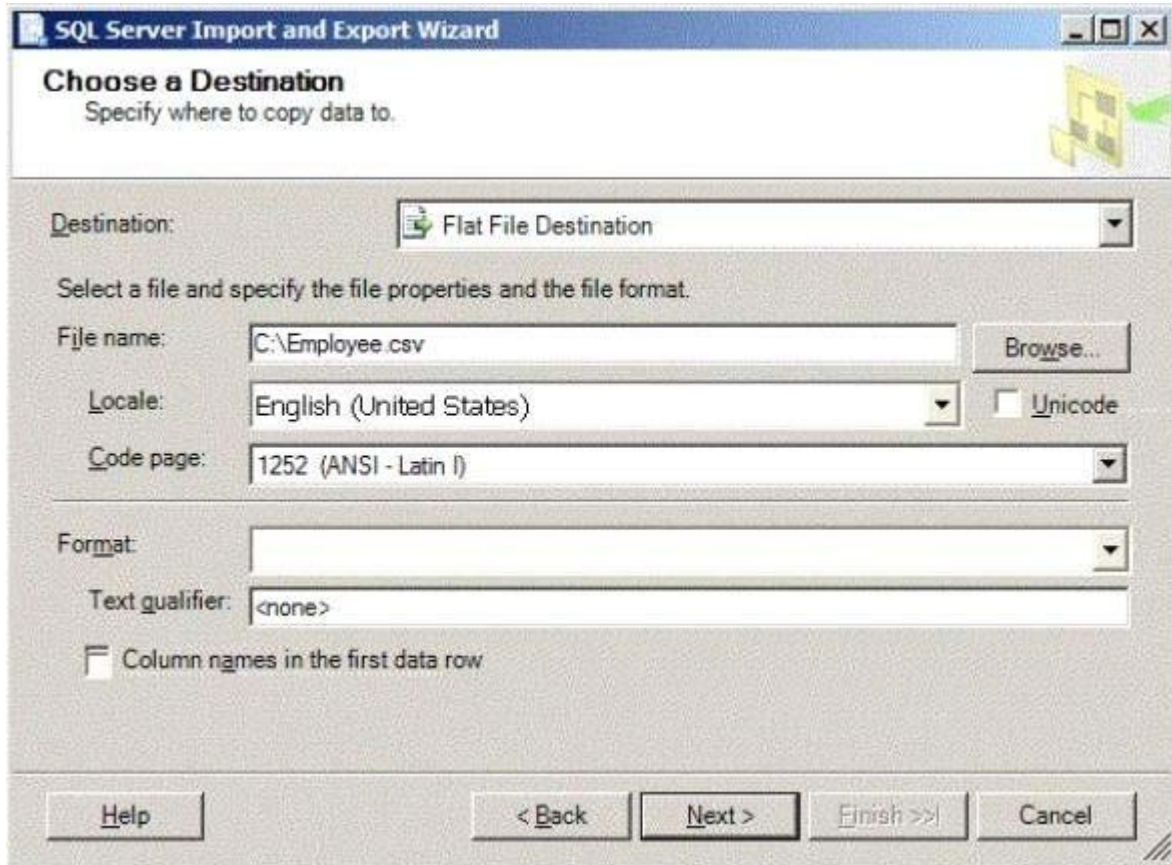 SQL Server Import and Export Wizard
Choose a Destination
Specify where to copy data to.
Destination: Flat File Destination
Select a file and specify the file properties and the file format.
File name: C:\Employee.csv Browse...
Locale: English (United States) Unicode
Code page: 1252 (ANSI - Latin I)
Format:
Text qualifier: <none>
Column names in the first data row
Help < Back Next > Finish >>| Cancel